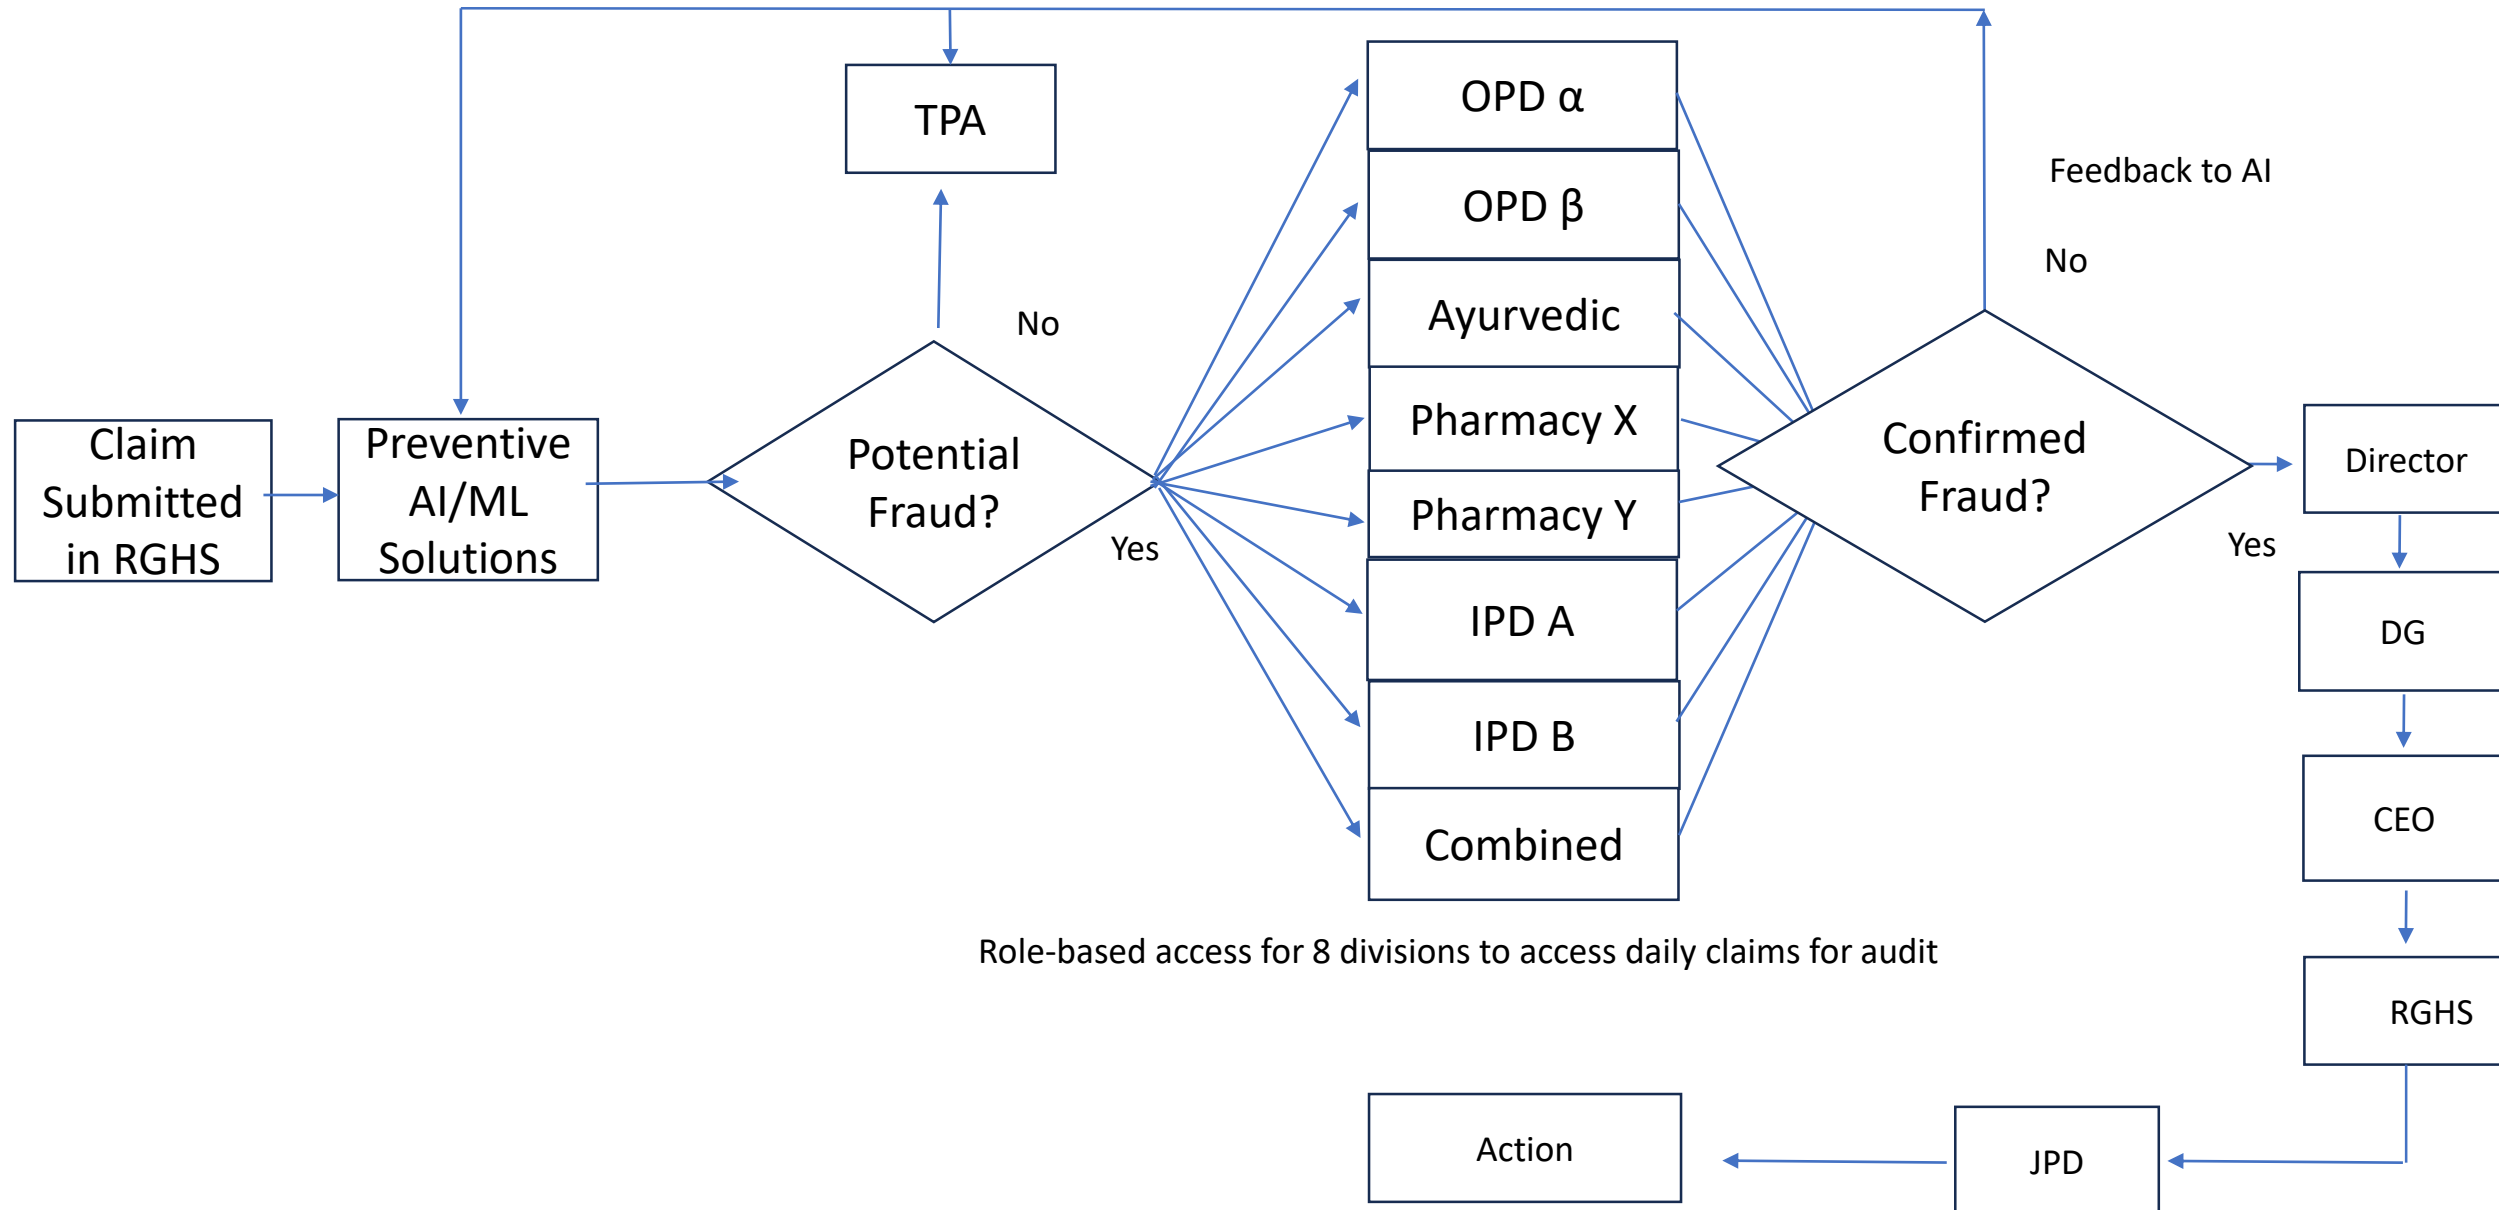 Claim
Submitted
in RGHS
Preventive
AI/ML
Solutions
TPA
No
Potential
Fraud?
Yes
OPD α
OPD β
Ayurvedic
Pharmacy X
Pharmacy Y
IPD A
IPD B
Combined
Role-based access for 8 divisions to access daily claims for audit
Feedback to AI
No
Confirmed
Fraud?
Yes
Director
DG
CEO
RGHS
JPD
Action